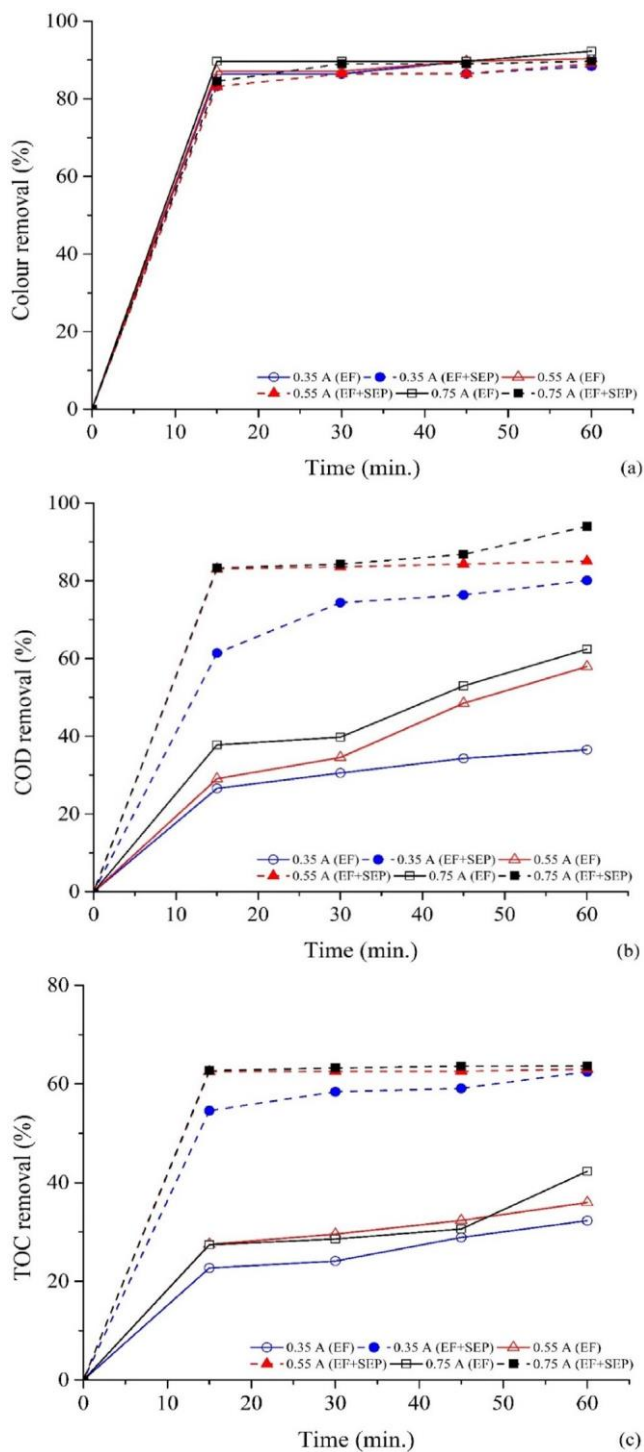 100
80
60
40
20
0
Colour removal (%)
0.35 A (EF) 0.35 A (EF+SEP) 0.55 A (EF)
0.55 A (EF+SEP) 0.75 A (EF) 0.75 A (EF+SEP)
0 10 20 30 40 50 60
Time (min.)
(a)
100
80
60
40
20
0
COD removal (%)
0.35 A (EF) 0.35 A (EF+SEP) 0.55 A (EF)
0.55 A (EF+SEP) 0.75 A (EF) 0.75 A (EF+SEP)
0 10 20 30 40 50 60
Time (min.)
(b)
80
60
40
20
0
TOC removal (%)
0.35 A (EF) 0.35 A (EF+SEP) 0.55 A (EF)
0.55 A (EF+SEP) 0.75 A (EF) 0.75 A (EF+SEP)
0 10 20 30 40 50 60
Time (min.)
(c)